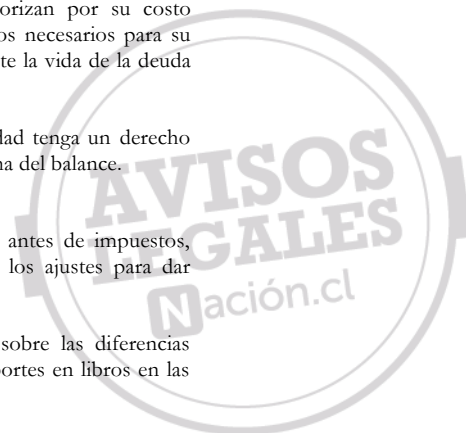 orizan por su costo
os necesarios para su
te la vida de la deuda
dad tenga un derecho
na del balance.
antes de impuestos,
los ajustes para dar
sobre las diferencias
portes en libros en las
AVISOS
LEGALES
Nación.cl